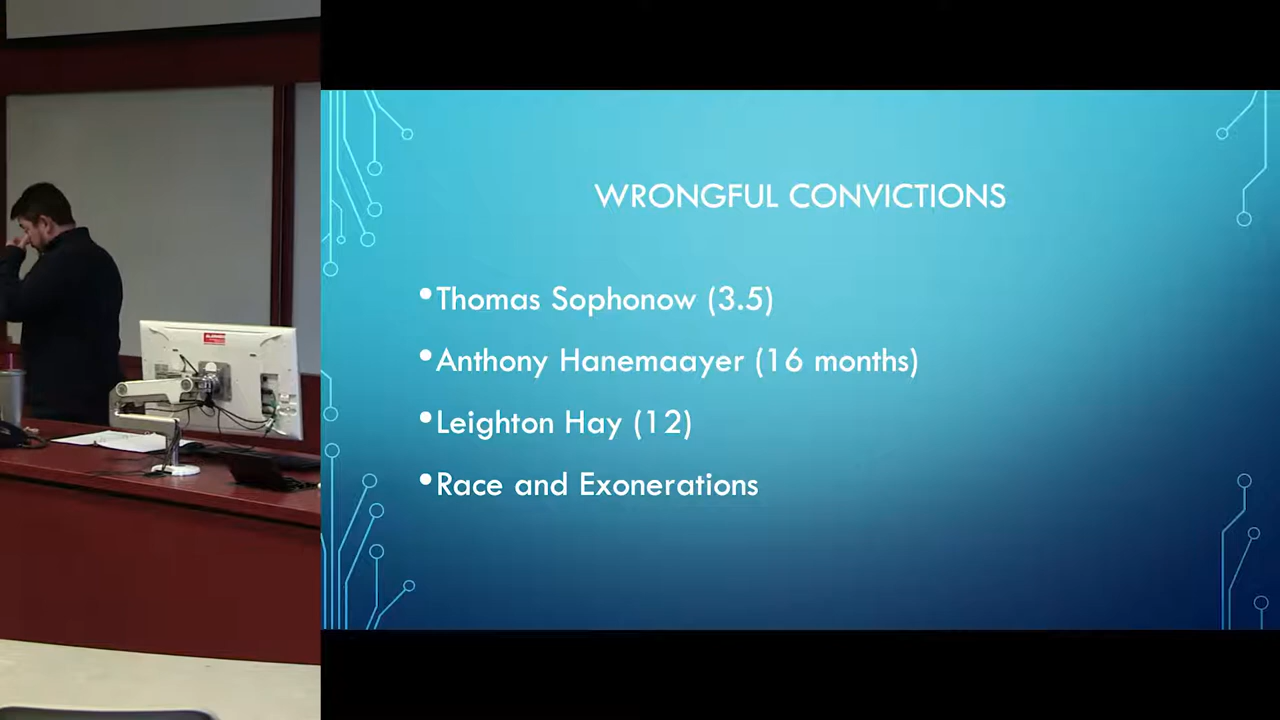 WRONGFUL CONVICTIONS
•Thomas Sophonow (3.5)
•Anthony Hanemaayer (16 months)
•Leighton Hay (12)
•Race and Exonerations